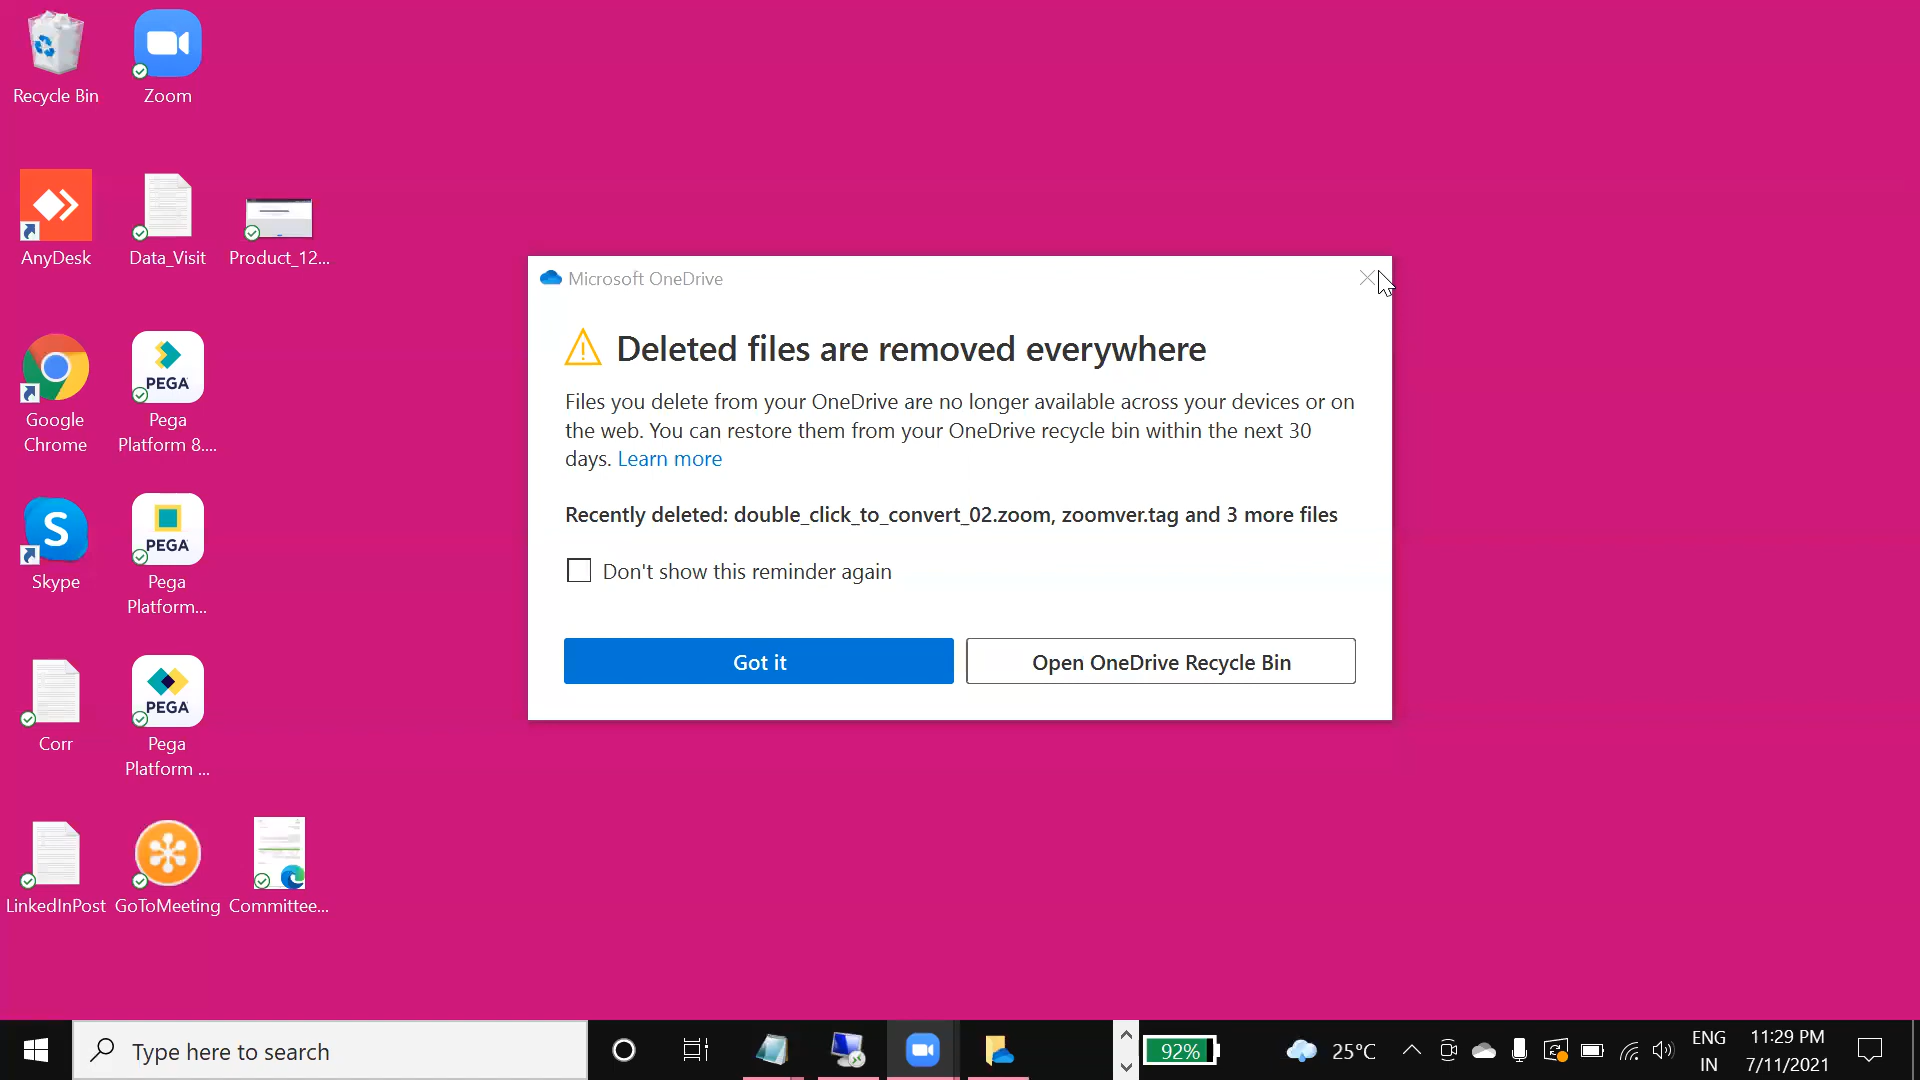 Recycle Bin
Zoom
AnyDesk
Data_Visit
Product_12...
Google
Chrome
PEGA
Pega
Platform 8....
S
Skype
PEGA
Pega
Platform...
Corr
PEGA
Pega
Platform ...
LinkedInPost
GoToMeeting
Committee...
Microsoft OneDrive
Deleted files are removed everywhere
Files you delete from your OneDrive are no longer available across your devices or on
the web. You can restore them from your OneDrive recycle bin within the next 30
days. Learn more
Recently deleted: double_click_to_convert_02.zoom, zoomver.tag and 3 more files
Don't show this reminder again
Got it
Open OneDrive Recycle Bin
Type here to search
92%
25°C
ENG
IN
11:29 PM
7/11/2021